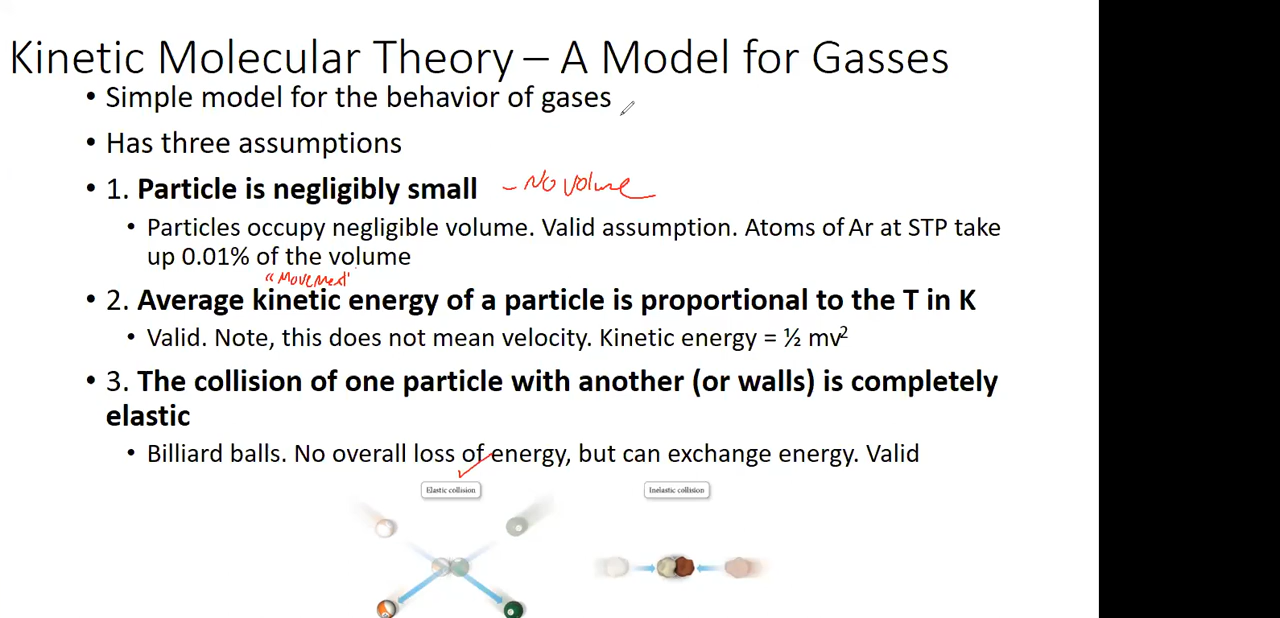 Kinetic Molecular Theory – A Model for Gasses
• Simple model for the behavior of gases
• Has three assumptions
• 1. Particle is negligibly small - No volume
• Particles occupy negligible volume. Valid assumption. Atoms of Ar at STP take
up 0.01% of the volume
"Movement"
• 2. Average kinetic energy of a particle is proportional to the T in K
• Valid. Note, this does not mean velocity. Kinetic energy = ½ mv²
• 3. The collision of one particle with another (or walls) is completely
elastic
• Billiard balls. No overall loss of energy, but can exchange energy. Valid
Elastic collision
Inelastic collision